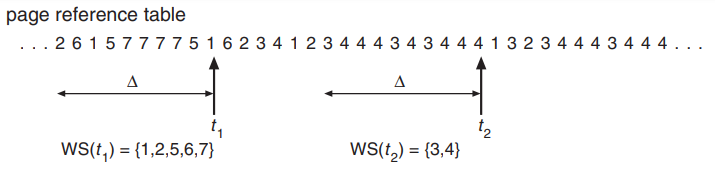 page reference table
. . . 2 6 1 5 7 7 7 7 5 1 6 2 3 4 1 2 3 4 4 4 3 4 3 4 4 4 1 3 2 3 4 4 4 3 4 4 4 . . .
Δ Δ
t₁ t₂
WS(t₁) = {1,2,5,6,7} WS(t₂) = {3,4}